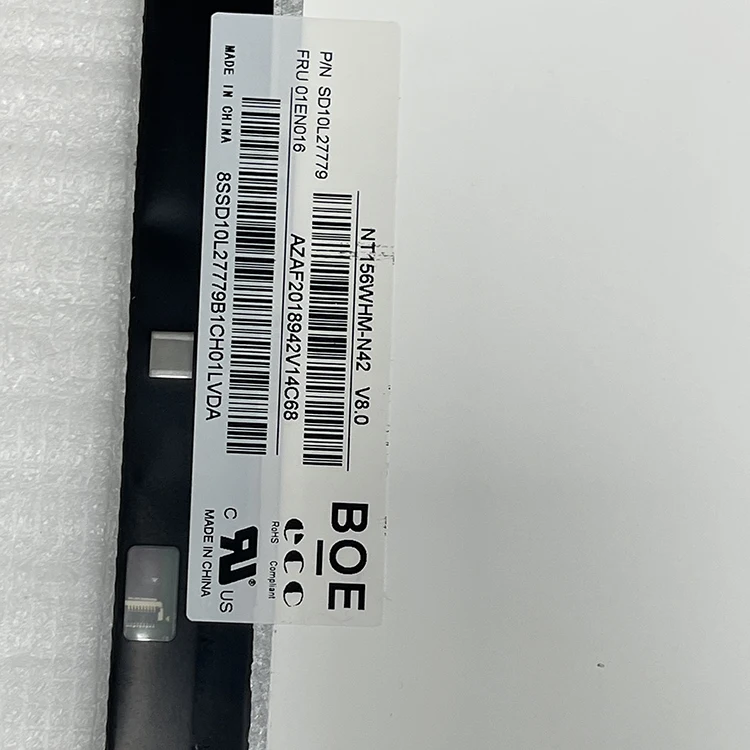 NT156WHM-N42 V8.0
AZAF2018942V14C68
P/N SD10L27779
FRU 01EN016
MADE IN CHINA
8SSD10L27779B1CH01LVDA
BOE
RoHS Compliant
C US
®
MADE IN CHINA